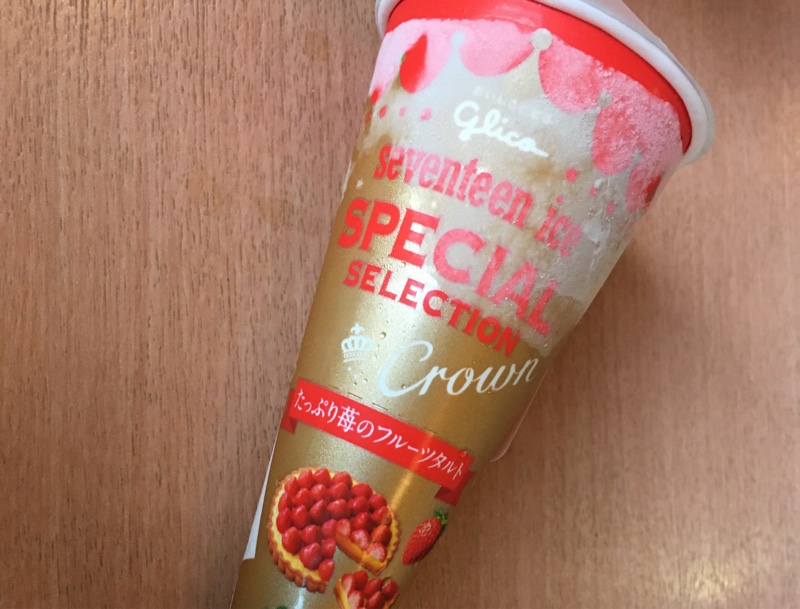 Glico
seventeen ice
SPECIAL
SELECTION
Crown
たっぷり苺のフルーツタルト